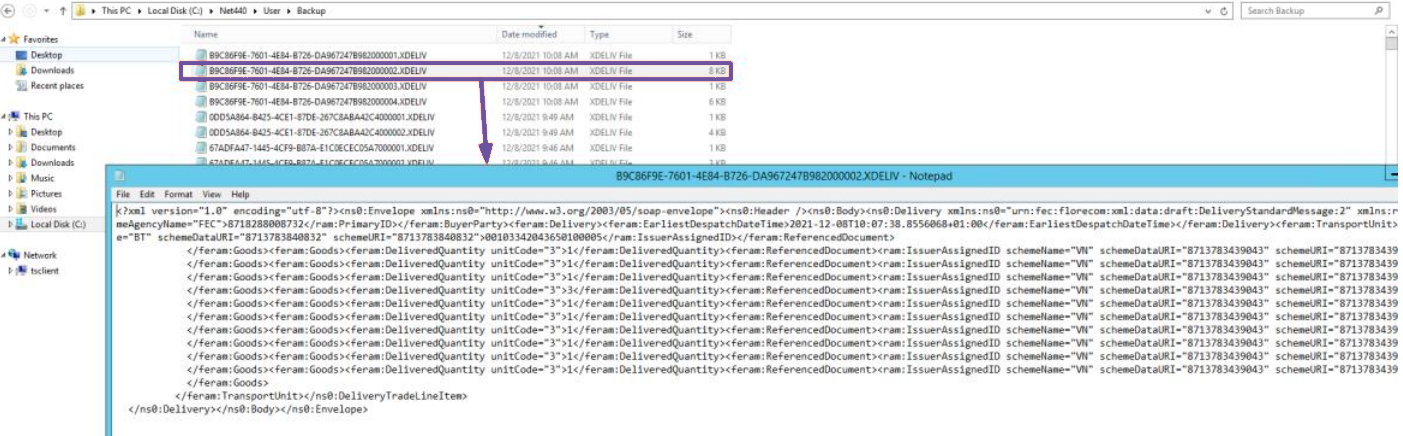 This PC › Local Disk (C:) › Net440 › User › Backup
Search Backup
Name Date modified Type Size
Favorites
Desktop
Downloads
Recent places
This PC
Desktop
Documents
Downloads
Music
Pictures
Videos
Local Disk (C:)
Network
tsclient
B9C86F9E-7601-4E84-B726-DA967247B982000001.XDELIV 12/8/2021 10:08 AM XDELIV File 1 KB
B9C86F9E-7601-4E84-B726-DA967247B982000002.XDELIV 12/8/2021 10:08 AM XDELIV File 8 KB
B9C86F9E-7601-4E84-B726-DA967247B982000003.XDELIV 12/8/2021 10:08 AM XDELIV File 1 KB
B9C86F9E-7601-4E84-B726-DA967247B982000004.XDELIV 12/8/2021 10:08 AM XDELIV File 6 KB
0DD5A864-B425-4CE1-87DE-267C8ABA42C4000001.XDELIV 12/8/2021 9:49 AM XDELIV File 1 KB
0DD5A864-B425-4CE1-87DE-267C8ABA42C4000002.XDELIV 12/8/2021 9:49 AM XDELIV File 4 KB
67ADFA47-1445-4CF9-B87A-E1C0ECEC05A7000001.XDELIV 12/8/2021 9:46 AM XDELIV File 1 KB
67ADFA47-1445-4CF9-B87A-E1C0ECEC05A7000002.XDELIV 12/8/2021 9:46 AM XDELIV File 3 KB
B9C86F9E-7601-4E84-B726-DA967247B982000002.XDELIV - Notepad
File Edit Format View Help
<?xml version="1.0" encoding="utf-8"?><ns0:Envelope xmlns:ns0="http://www.w3.org/2003/05/soap-envelope"><ns0:Header /><ns0:Body><ns0:Delivery xmlns:ns0="urn:fec:florecom:xml:data:draft:DeliveryStandardMessage:2" xmlns:r
meAgencyName="FEC">8718288008732</ram:PrimaryID></feram:BuyerParty><feram:Delivery><feram:EarliestDespatchDateTime>2021-12-08T10:07:38.8556068+01:00</feram:EarliestDespatchDateTime></feram:Delivery><feram:TransportUnit>
e="BT" schemeDataURI="8713783840832" schemeURI="8713783840832">00103342043650100005</ram:IssuerAssignedID></feram:ReferencedDocument>
</feram:Goods><feram:Goods><feram:DeliveredQuantity unitCode="3">1</feram:DeliveredQuantity><feram:ReferencedDocument><ram:IssuerAssignedID schemeName="VN" schemeDataURI="8713783439043" schemeURI="8713783439
</feram:Goods><feram:Goods><feram:DeliveredQuantity unitCode="3">1</feram:DeliveredQuantity><feram:ReferencedDocument><ram:IssuerAssignedID schemeName="VN" schemeDataURI="8713783439043" schemeURI="8713783439
</feram:Goods><feram:Goods><feram:DeliveredQuantity unitCode="3">1</feram:DeliveredQuantity><feram:ReferencedDocument><ram:IssuerAssignedID schemeName="VN" schemeDataURI="8713783439043" schemeURI="8713783439
</feram:Goods><feram:Goods><feram:DeliveredQuantity unitCode="3">3</feram:DeliveredQuantity><feram:ReferencedDocument><ram:IssuerAssignedID schemeName="VN" schemeDataURI="8713783439043" schemeURI="8713783439
</feram:Goods><feram:Goods><feram:DeliveredQuantity unitCode="3">1</feram:DeliveredQuantity><feram:ReferencedDocument><ram:IssuerAssignedID schemeName="VN" schemeDataURI="8713783439043" schemeURI="8713783439
</feram:Goods><feram:Goods><feram:DeliveredQuantity unitCode="3">1</feram:DeliveredQuantity><feram:ReferencedDocument><ram:IssuerAssignedID schemeName="VN" schemeDataURI="8713783439043" schemeURI="8713783439
</feram:Goods><feram:Goods><feram:DeliveredQuantity unitCode="3">1</feram:DeliveredQuantity><feram:ReferencedDocument><ram:IssuerAssignedID schemeName="VN" schemeDataURI="8713783439043" schemeURI="8713783439
</feram:Goods><feram:Goods><feram:DeliveredQuantity unitCode="3">1</feram:DeliveredQuantity><feram:ReferencedDocument><ram:IssuerAssignedID schemeName="VN" schemeDataURI="8713783439043" schemeURI="8713783439
</feram:Goods><feram:Goods><feram:DeliveredQuantity unitCode="3">1</feram:DeliveredQuantity><feram:ReferencedDocument><ram:IssuerAssignedID schemeName="VN" schemeDataURI="8713783439043" schemeURI="8713783439
</feram:Goods><feram:Goods><feram:DeliveredQuantity unitCode="3">1</feram:DeliveredQuantity><feram:ReferencedDocument><ram:IssuerAssignedID schemeName="VN" schemeDataURI="8713783439043" schemeURI="8713783439
</feram:Goods>
</feram:TransportUnit></ns0:DeliveryTradeLineItem>
</ns0:Delivery></ns0:Body></ns0:Envelope>